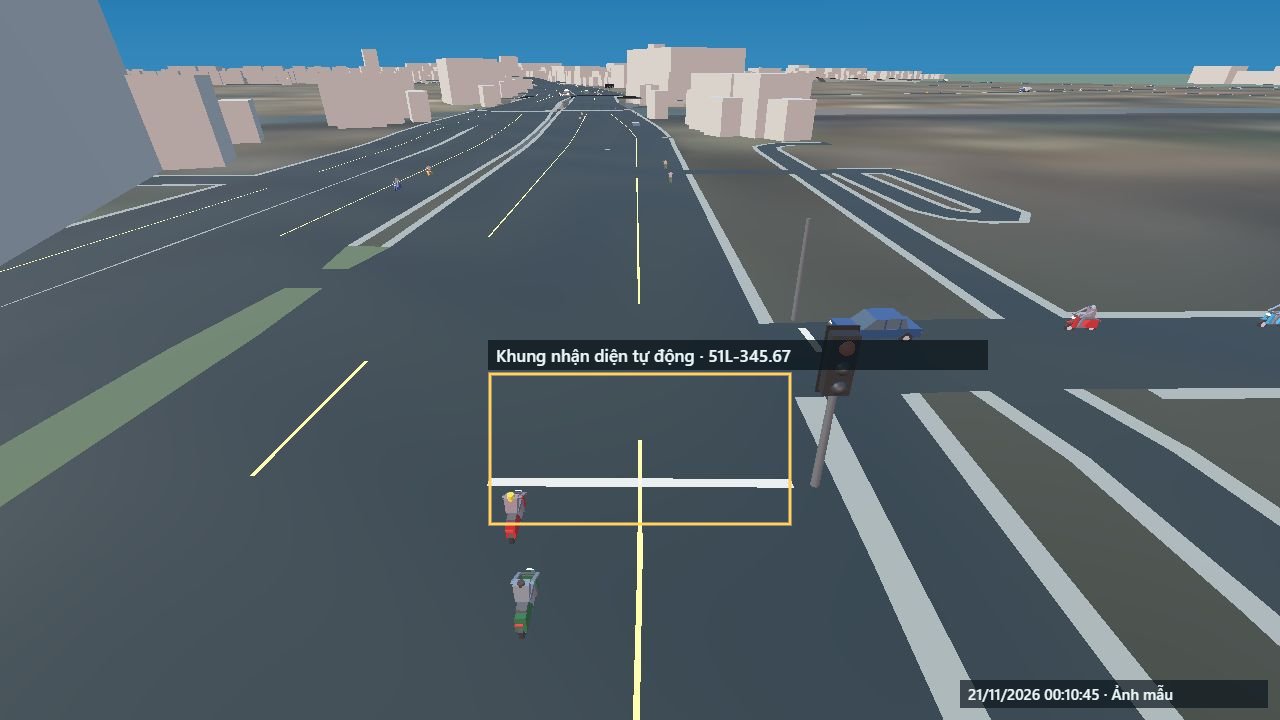 Khung nhận diện tự động · 51L-345.67
21/11/2026 00:10:45 · Ảnh mẫu